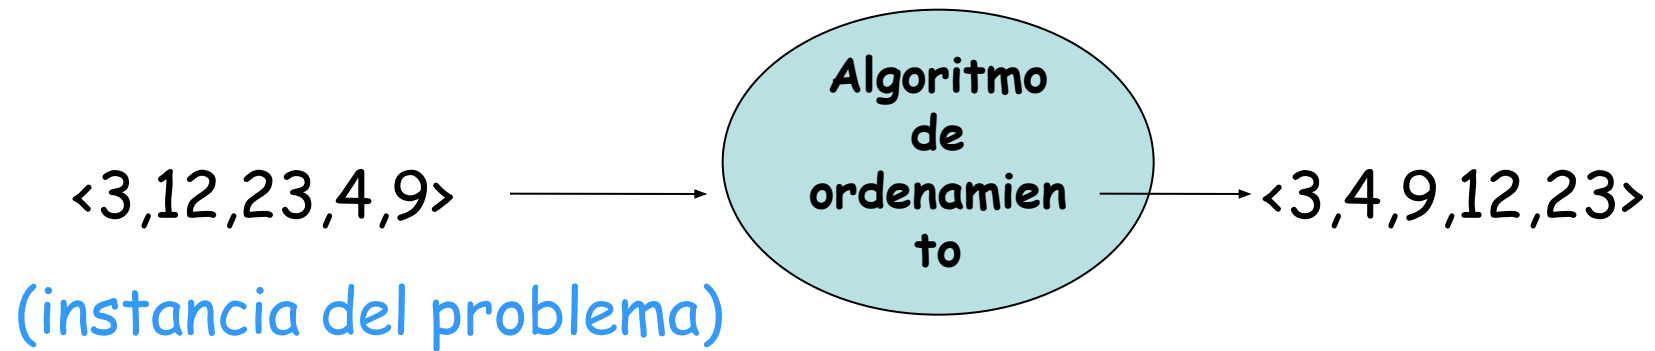 <3,12,23,4,9>
(instancia del problema)
Algoritmo
de
ordenamien
to
<3,4,9,12,23>